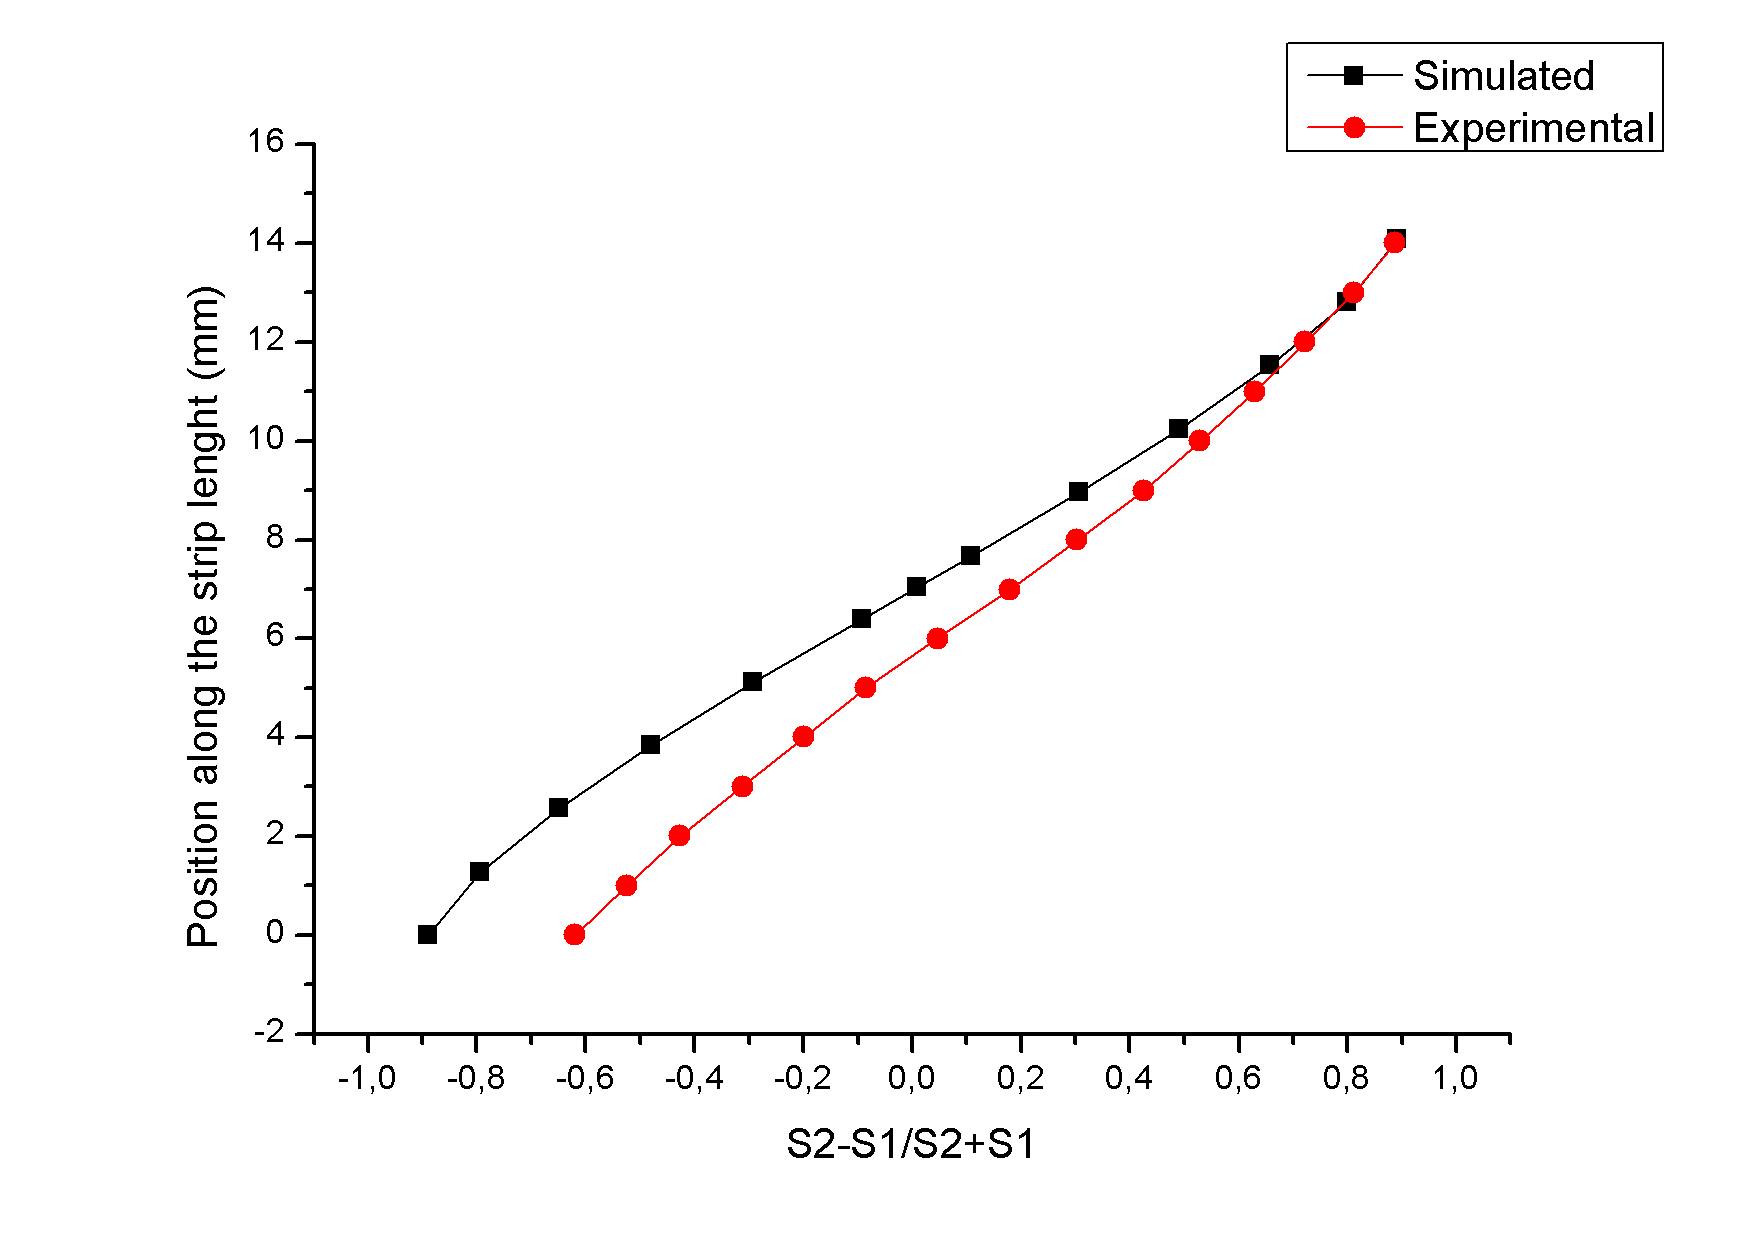 Simulated
Experimental
16
14
12
10
8
6
4
2
0
-2
Position along the strip lenght (mm)
-1,0 -0,8 -0,6 -0,4 -0,2 0,0 0,2 0,4 0,6 0,8 1,0
S2-S1/S2+S1